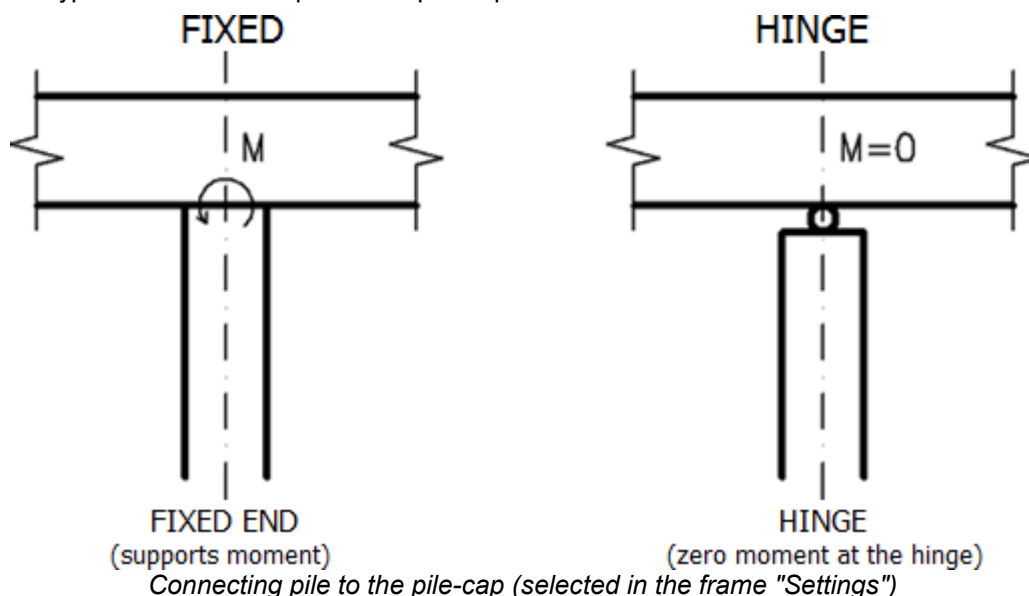 FIXED HINGE
M M=0
FIXED END HINGE
(supports moment) (zero moment at the hinge)
Connecting pile to the pile-cap (selected in the frame "Settings")